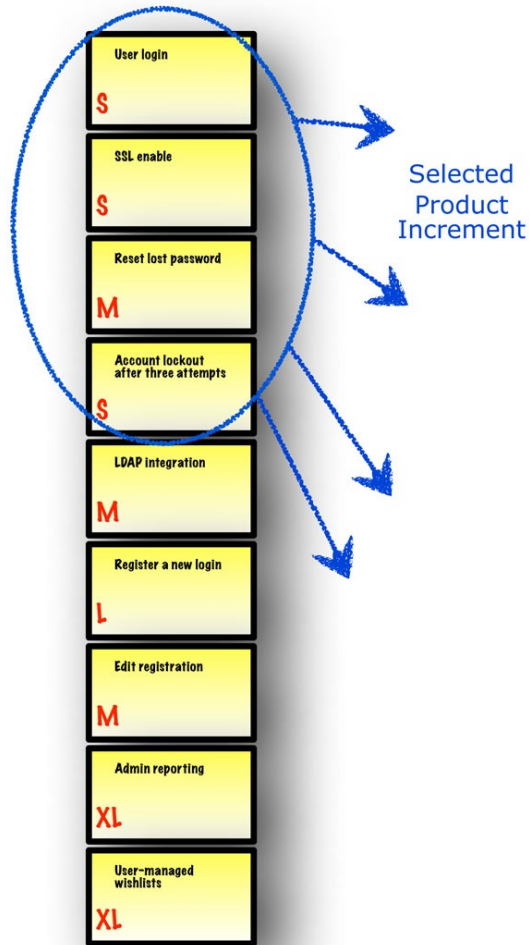 User login
S
SSL enable
S
Reset lost password
M
Account lockout
after three attempts
S
LDAP integration
M
Register a new login
L
Edit registration
M
Admin reporting
XL
User-managed
wishlists
XL
Selected
Product
Increment